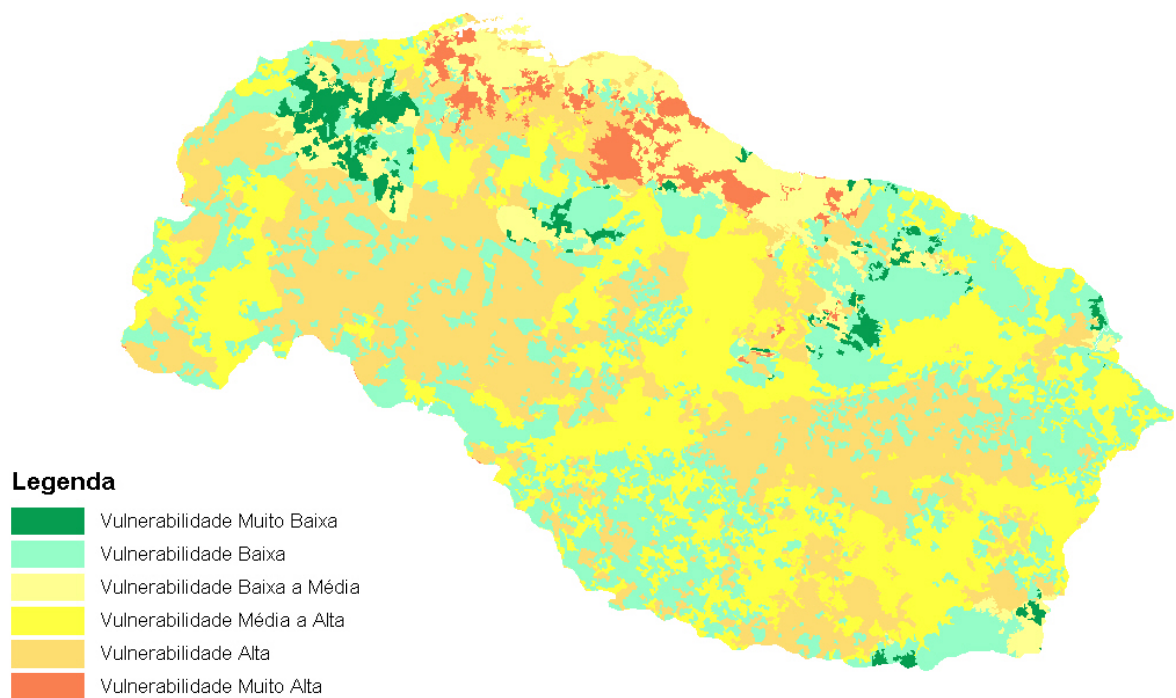 Legenda
Vulnerabilidade Muito Baixa
Vulnerabilidade Baixa
Vulnerabilidade Baixa a Média
Vulnerabilidade Média a Alta
Vulnerabilidade Alta
Vulnerabilidade Muito Alta